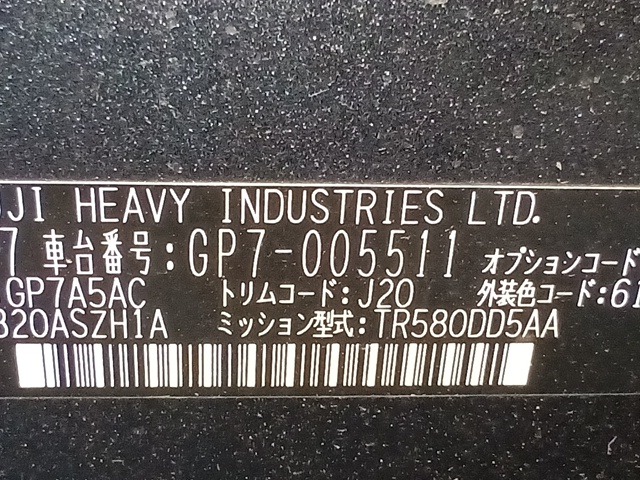 JI HEAVY INDUSTRIES LTD.
7 車台番号:GP7-005511 オプションコード
GP7A5AC トリムコード:J20 外装色コード:61
B20ASZH1A ミッション型式:TR580DD5AA